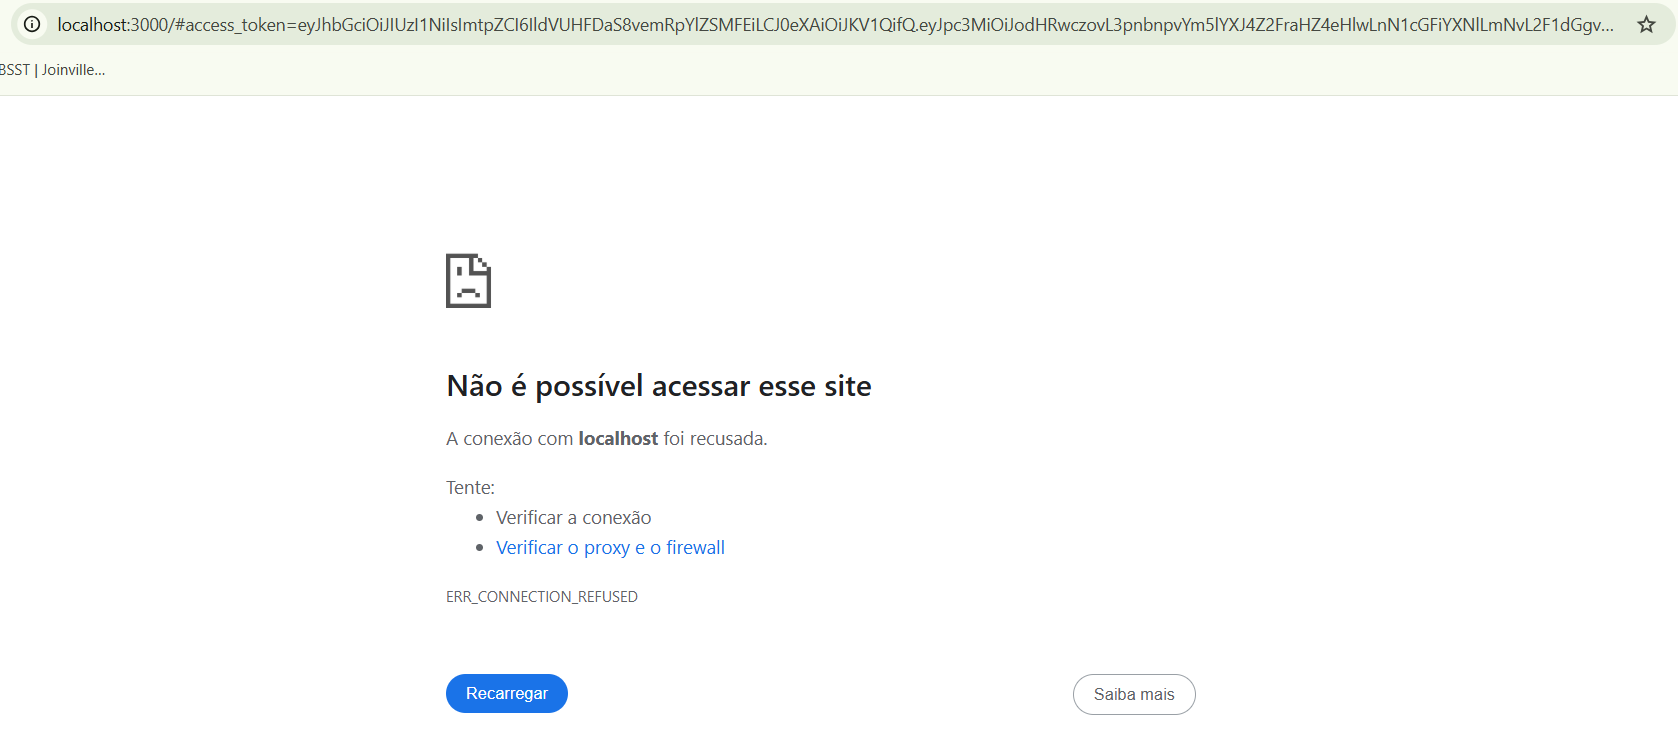 localhost:3000/#access_token=eyJhbGciOiJIUzI1NiIsImtpZCI6IldVUHFDaS8vemRpYlZSMFEiLCJ0eXAiOiJKV1QifQ.eyJpc3MiOiJodHRwczovL3pnbnpvYm5lYXJ4Z2FraHZ4eHlwLnN1cGFiYXNlLmNvL2F1dGgv...
BSST | Joinville...
Não é possível acessar esse site
A conexão com localhost foi recusada.
Tente:
• Verificar a conexão
• Verificar o proxy e o firewall
ERR_CONNECTION_REFUSED
Recarregar
Saiba mais